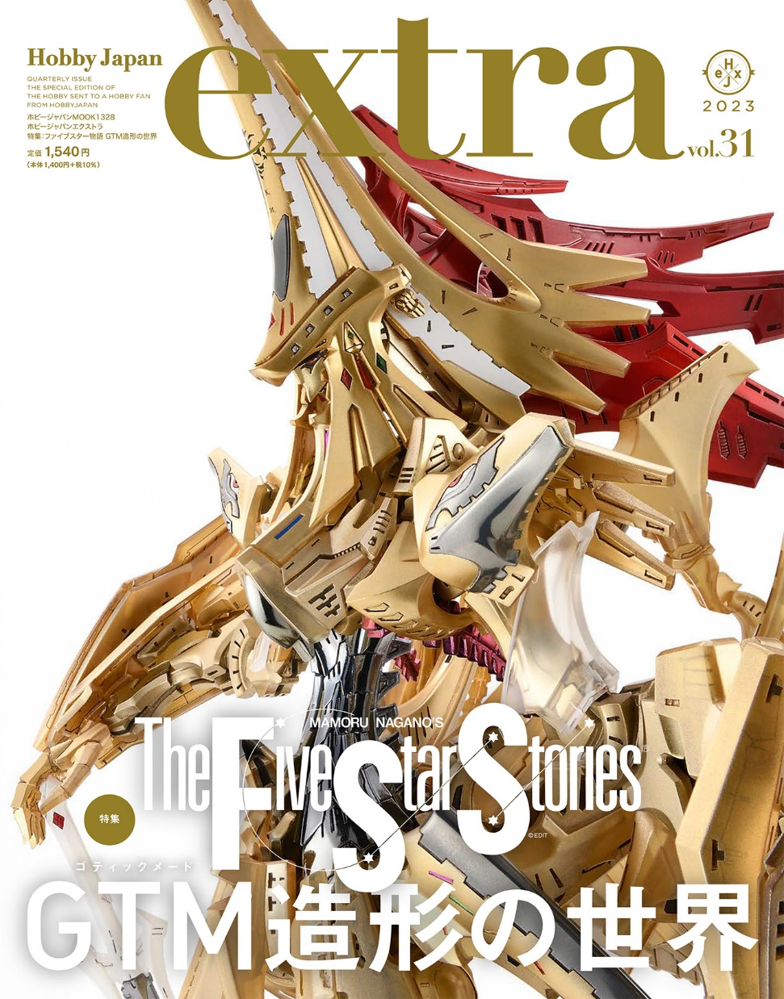 Hobby Japan
extra
QUARTERLY ISSUE
THE SPECIAL EDITION OF
THE HOBBY SENT TO A HOBBY FAN
FROM HOBBYJAPAN
ホビージャパンMOOK1328
ホビージャパンエクストラ
特集:ファイブスター物語 GTM造形の世界
定価 1,540円
(本体1,400円+税10%)
H
e x
J
2023
vol.31
MAMORU NAGANO'S
The Five Star Stories®
©EDIT
特集
ゴティックメード
GTM造形の世界